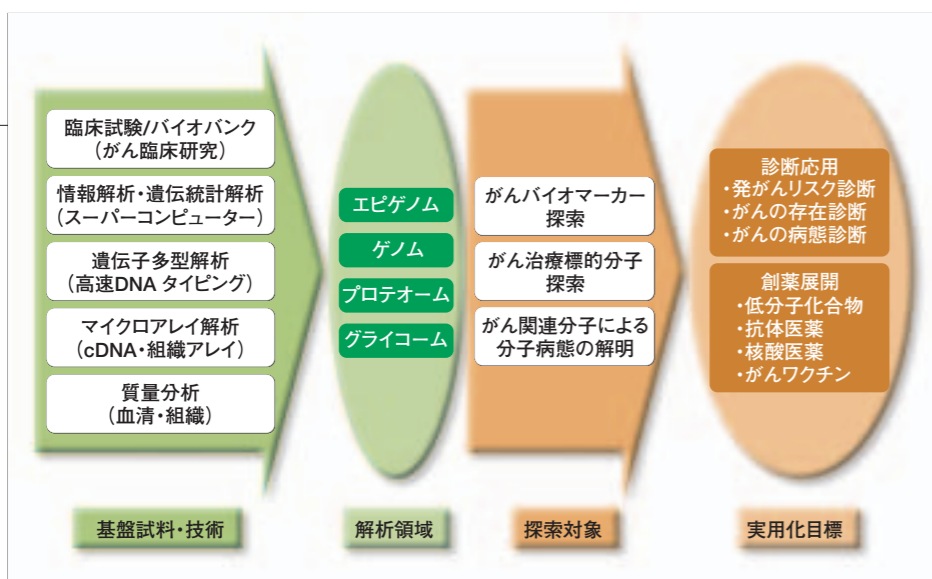 臨床試験/バイオバンク
(がん臨床研究)
情報解析・遺伝統計解析
(スーパーコンピューター)
遺伝子多型解析
(高速DNA タイピング)
マイクロアレイ解析
(cDNA・組織アレイ)
質量分析
(血清・組織)
基盤試料・技術
エピゲノム
ゲノム
プロテオーム
グライコーム
解析領域
がんバイオマーカー
探索
がん治療標的分子
探索
がん関連分子による
分子病態の解明
探索対象
診断応用
・発がんリスク診断
・がんの存在診断
・がんの病態診断
創薬展開
・低分子化合物
・抗体医薬
・核酸医薬
・がんワクチン
実用化目標